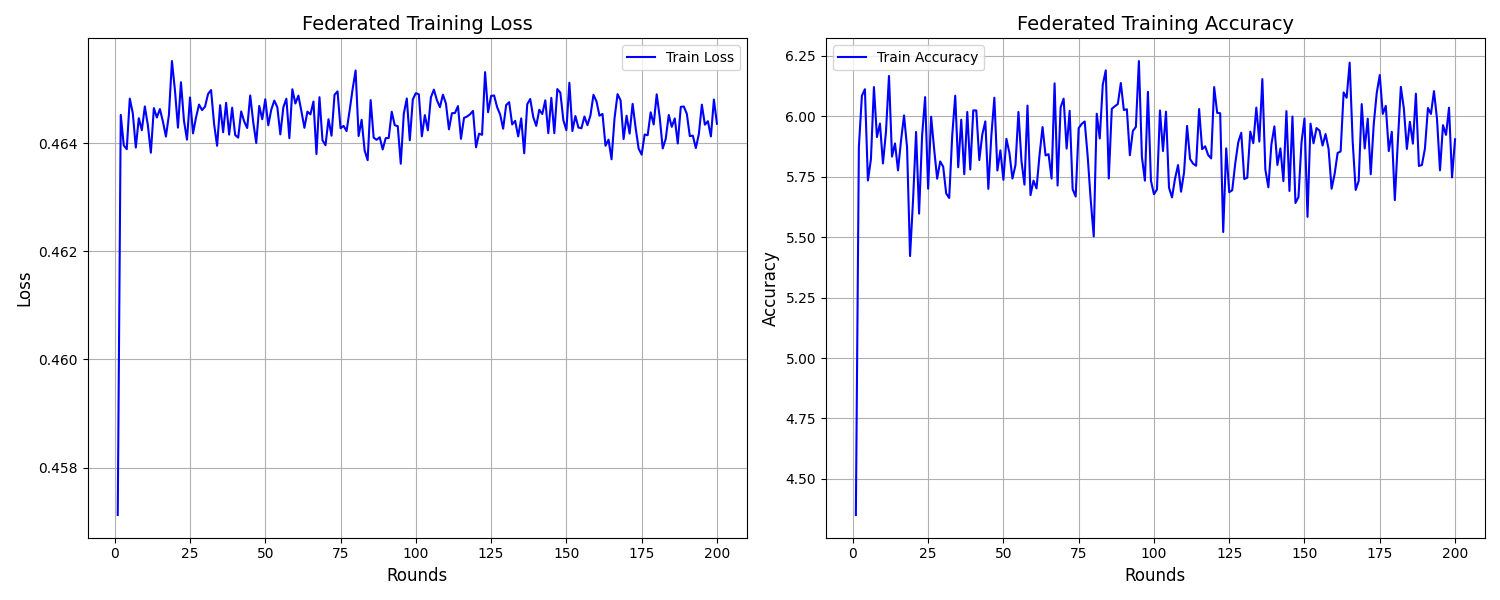 Federated Training Loss
Train Loss
Loss
0.464
0.462
0.460
0.458
0 25 50 75 100 125 150 175 200
Rounds
Federated Training Accuracy
Train Accuracy
Accuracy
6.25
6.00
5.75
5.50
5.25
5.00
4.75
4.50
0 25 50 75 100 125 150 175 200
Rounds